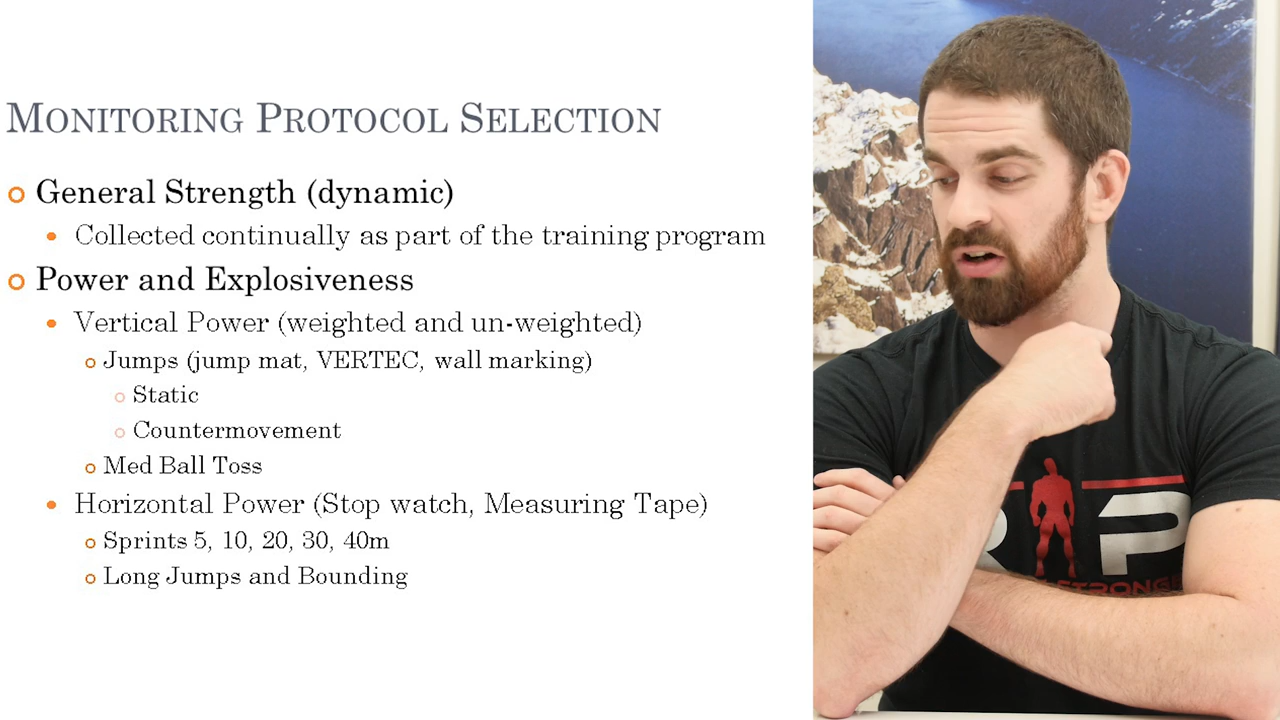 MONITORING PROTOCOL SELECTION
General Strength (dynamic)
Collected continually as part of the training program
Power and Explosiveness
Vertical Power (weighted and un-weighted)
Jumps (jump mat, VERTEC, wall marking)
Static
Countermovement
Med Ball Toss
Horizontal Power (Stop watch, Measuring Tape)
Sprints 5, 10, 20, 30, 40m
Long Jumps and Bounding
P